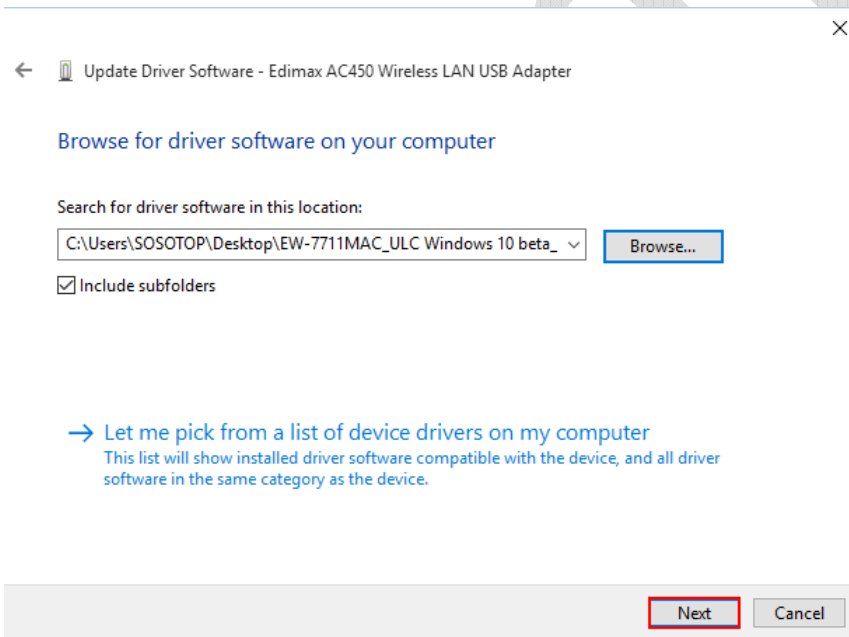 Update Driver Software - Edimax AC450 Wireless LAN USB Adapter
Browse for driver software on your computer
Search for driver software in this location:
C:\Users\SOSOTOP\Desktop\EW-7711MAC_ULC Windows 10 beta_
Browse...
Include subfolders
Let me pick from a list of device drivers on my computer
This list will show installed driver software compatible with the device, and all driver
software in the same category as the device.
Next
Cancel